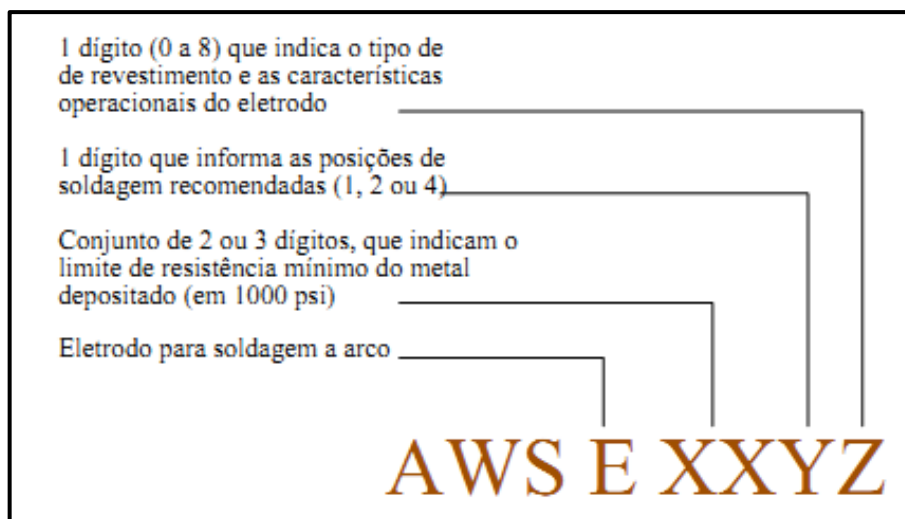 1 dígito (0 a 8) que indica o tipo de
de revestimento e as características
operacionais do eletrodo
1 dígito que informa as posições de
soldagem recomendadas (1, 2 ou 4)
Conjunto de 2 ou 3 dígitos, que indicam o
limite de resistência mínimo do metal
depositado (em 1000 psi)
Eletrodo para soldagem a arco
AWS E XXYZ